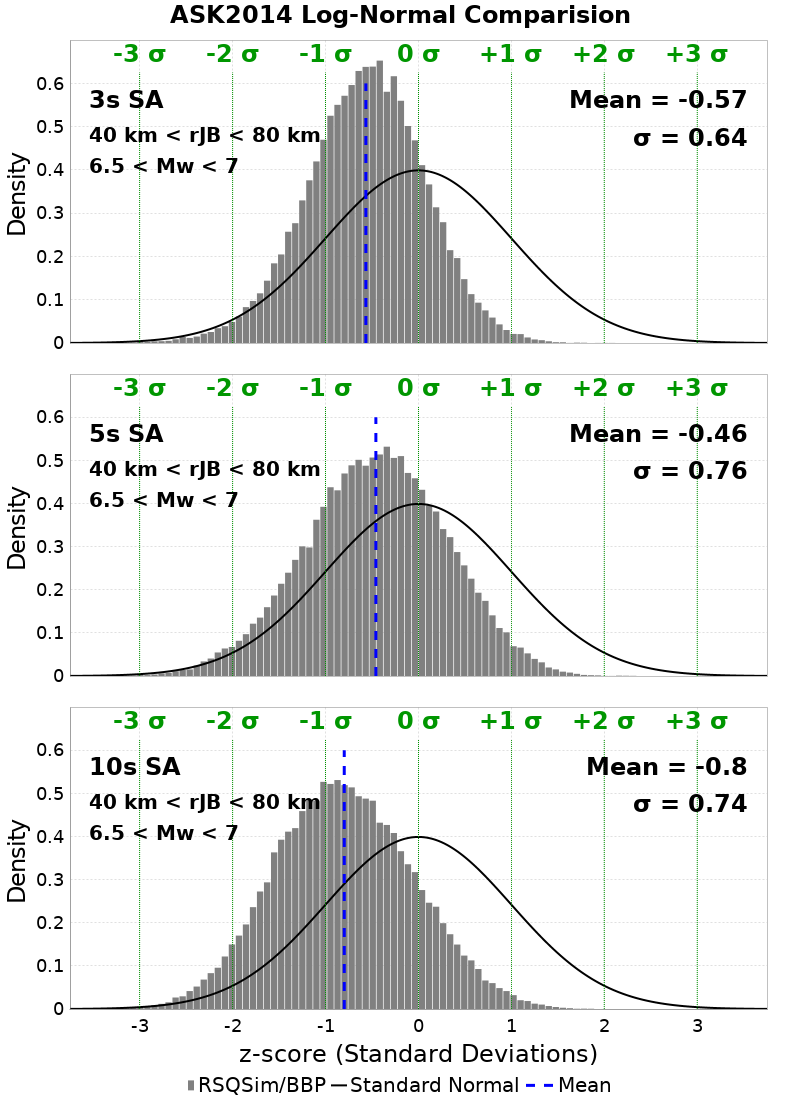 ASK2014 Log-Normal Comparision
-3 σ -2 σ -1 σ 0 σ +1 σ +2 σ +3 σ
3s SA
40 km < rJB < 80 km
6.5 < Mw < 7
Mean = -0.57
σ = 0.64
Density
0.6
0.5
0.4
0.3
0.2
0.1
0
-3 σ -2 σ -1 σ 0 σ +1 σ +2 σ +3 σ
5s SA
40 km < rJB < 80 km
6.5 < Mw < 7
Mean = -0.46
σ = 0.76
Density
0.6
0.5
0.4
0.3
0.2
0.1
0
-3 σ -2 σ -1 σ 0 σ +1 σ +2 σ +3 σ
10s SA
40 km < rJB < 80 km
6.5 < Mw < 7
Mean = -0.8
σ = 0.74
Density
0.6
0.5
0.4
0.3
0.2
0.1
0
-3 -2 -1 0 1 2 3
z-score (Standard Deviations)
RSQSim/BBP Standard Normal Mean